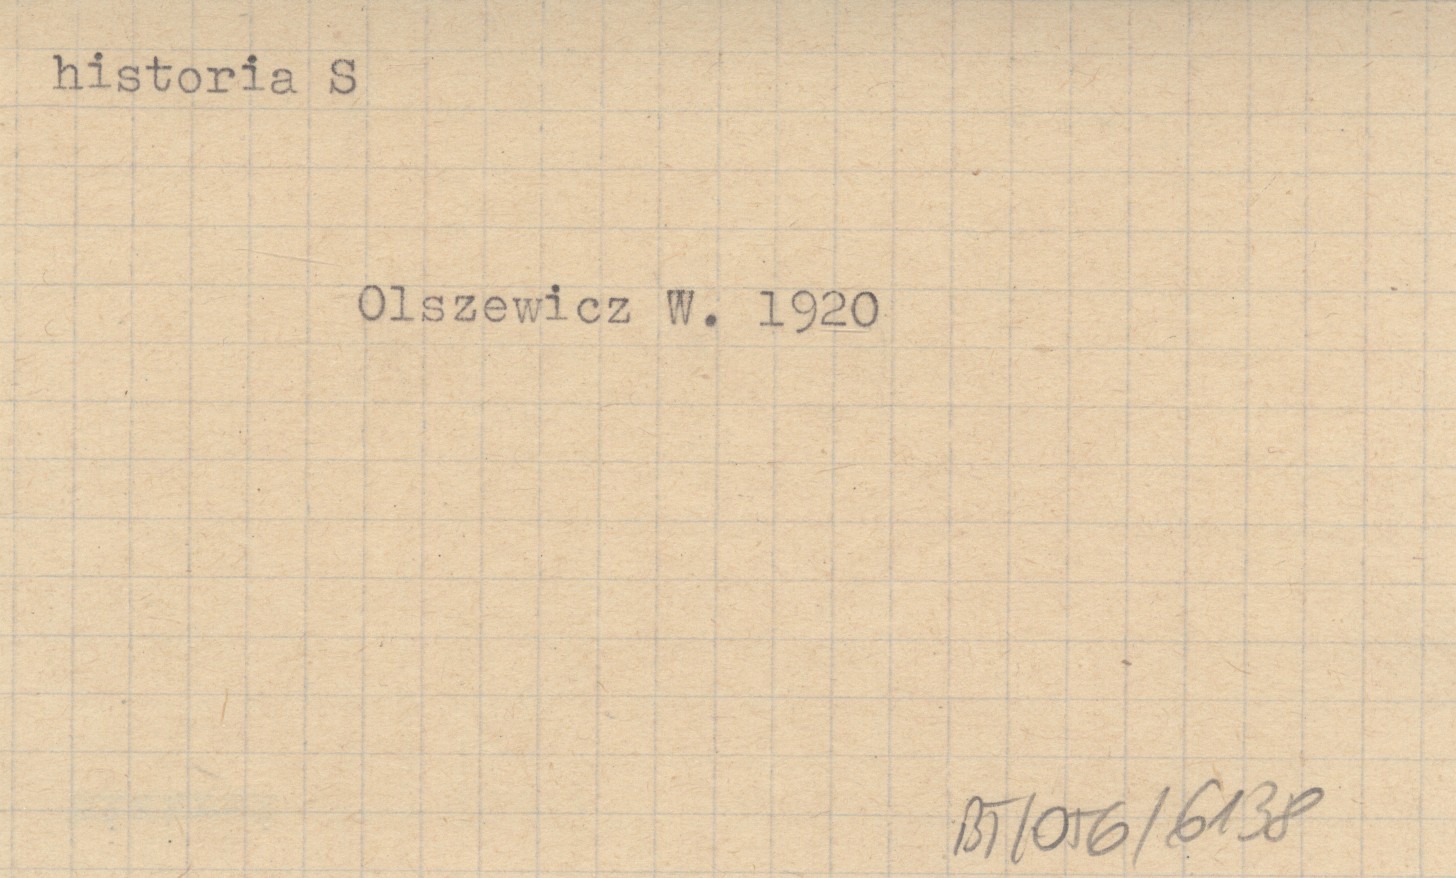 historia S
Olszewicz W. 1920
BT/056/6138